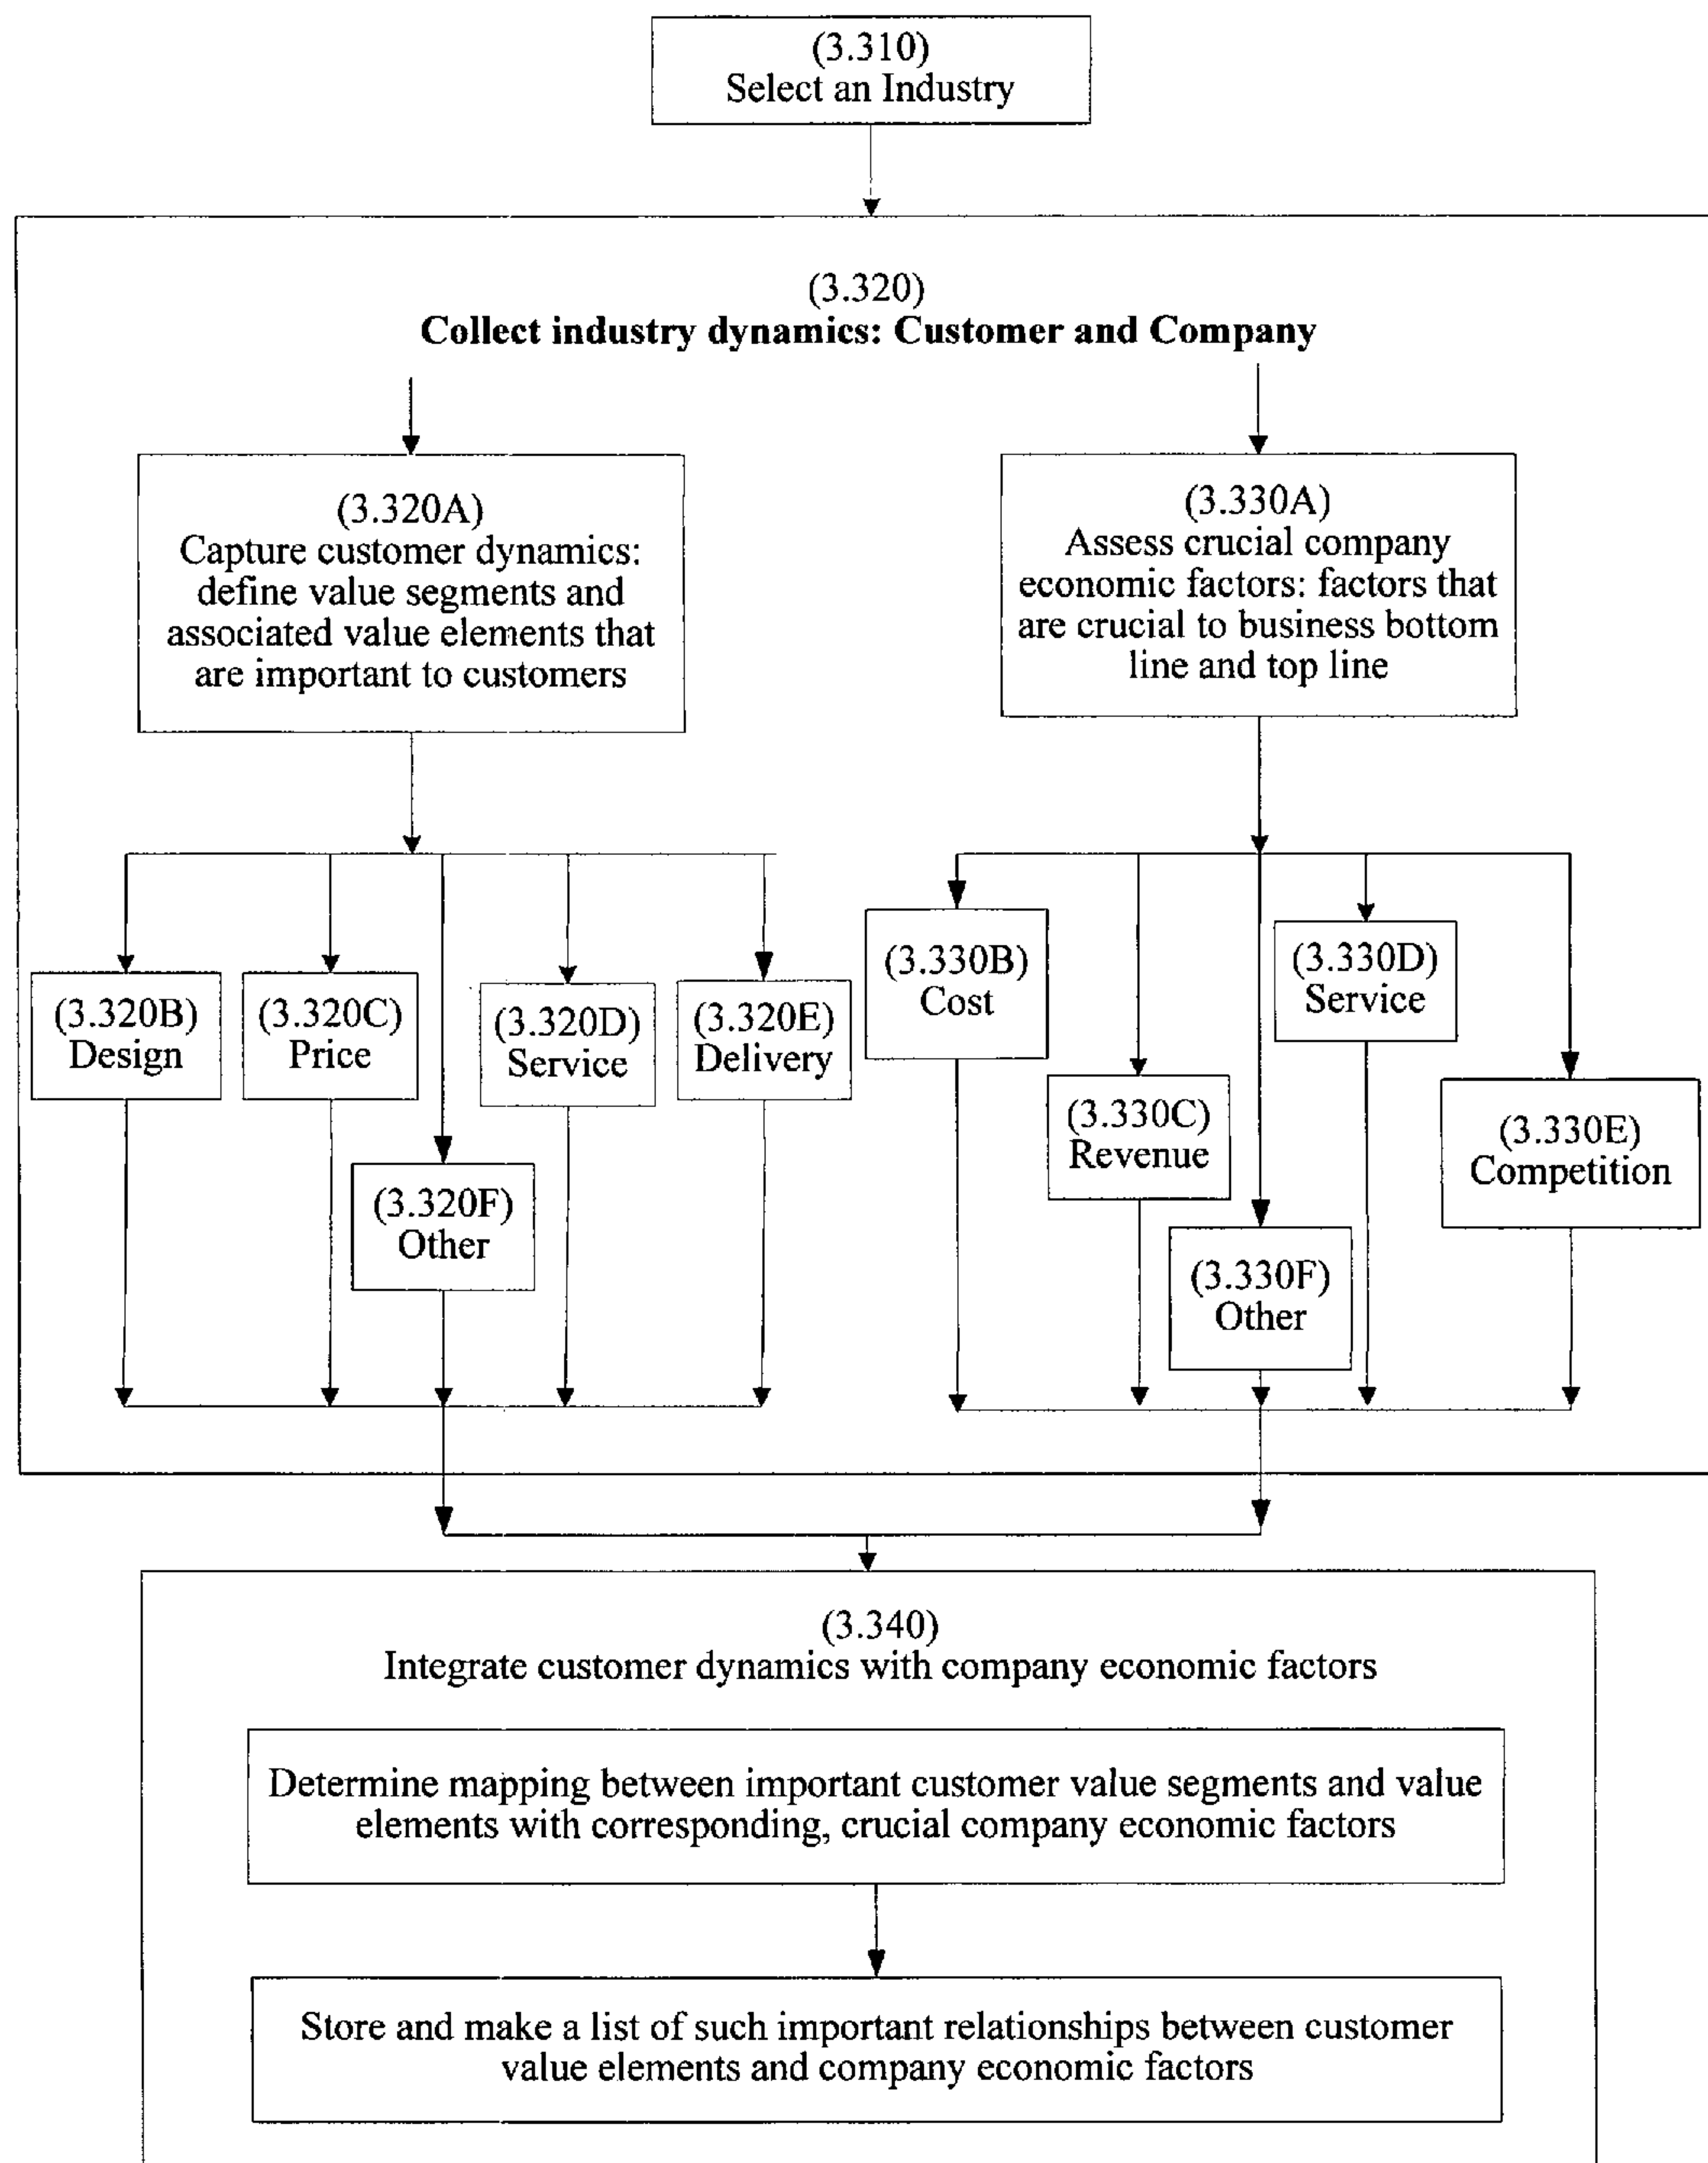 (3.310)
Select an Industry
(3.320)
Collect industry dynamics: Customer and Company
(3.320A)
Capture customer dynamics:
define value segments and
associated value elements that
are important to customers
(3.330A)
Assess crucial company
economic factors: factors that
are crucial to business bottom
line and top line
(3.320B)
Design
(3.320C)
Price
(3.320D)
Service
(3.320E)
Delivery
(3.320F)
Other
(3.330B)
Cost
(3.330C)
Revenue
(3.330D)
Service
(3.330E)
Competition
(3.330F)
Other
(3.340)
Integrate customer dynamics with company economic factors
Determine mapping between important customer value segments and value
elements with corresponding, crucial company economic factors
Store and make a list of such important relationships between customer
value elements and company economic factors